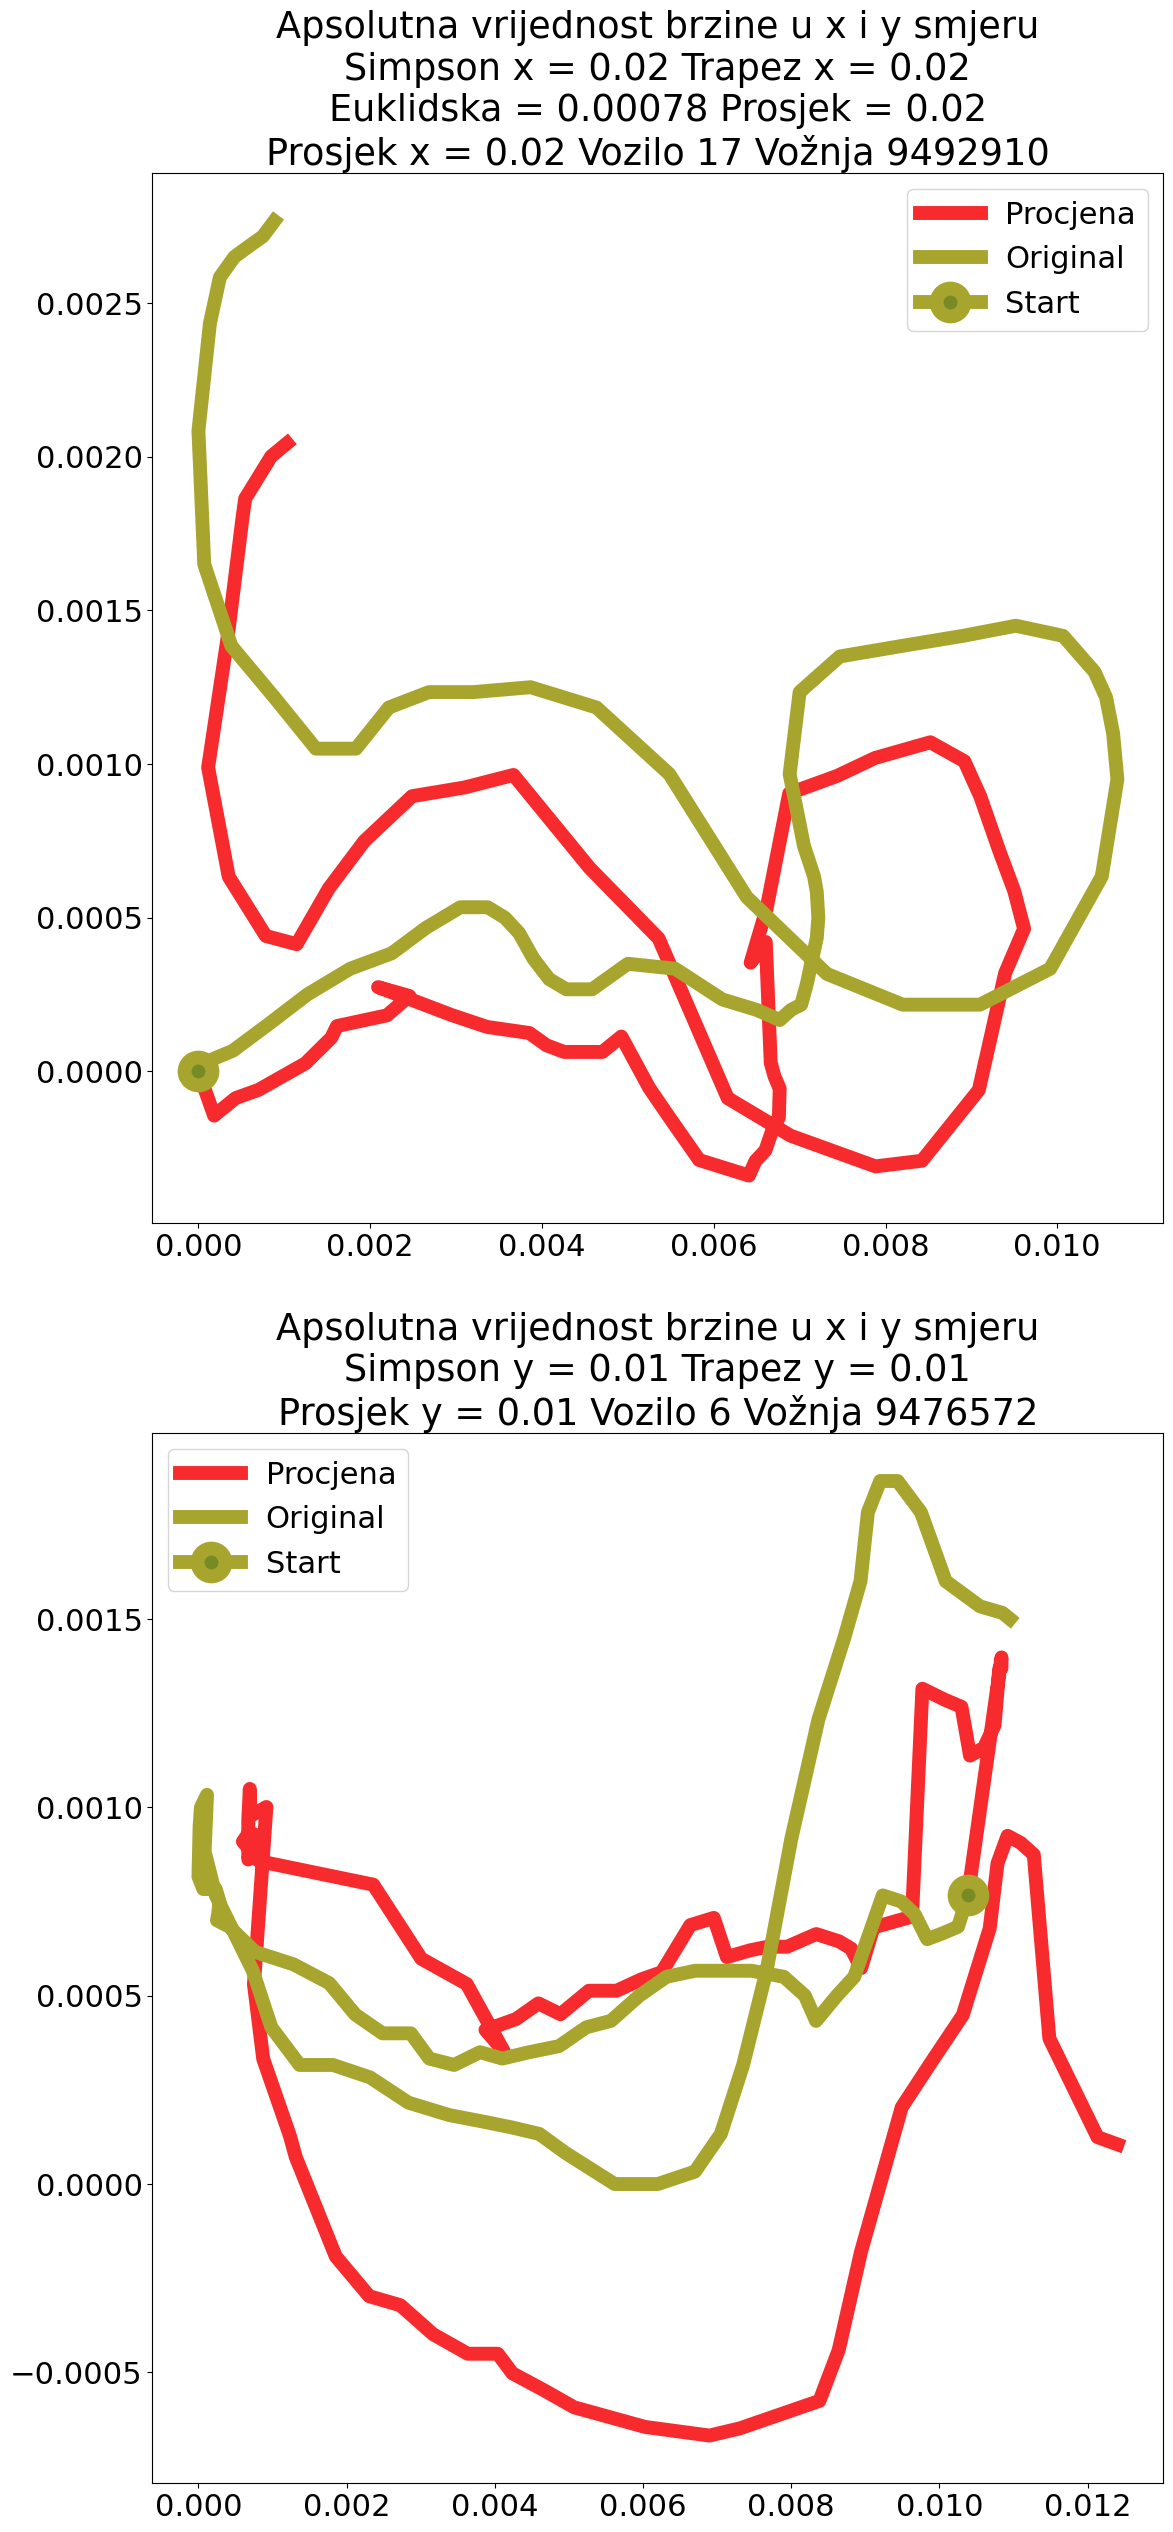 Apsolutna vrijednost brzine u x i y smjeru
Simpson x = 0.02 Trapez x = 0.02
Euklidska = 0.00078 Prosjek = 0.02
Prosjek x = 0.02 Vozilo 17 Vožnja 9492910
Procjena
Original
Start
0.0025
0.0020
0.0015
0.0010
0.0005
0.0000
0.000 0.002 0.004 0.006 0.008 0.010
Apsolutna vrijednost brzine u x i y smjeru
Simpson y = 0.01 Trapez y = 0.01
Prosjek y = 0.01 Vozilo 6 Vožnja 9476572
Procjena
Original
Start
0.0015
0.0010
0.0005
0.0000
−0.0005
0.000 0.002 0.004 0.006 0.008 0.010 0.012